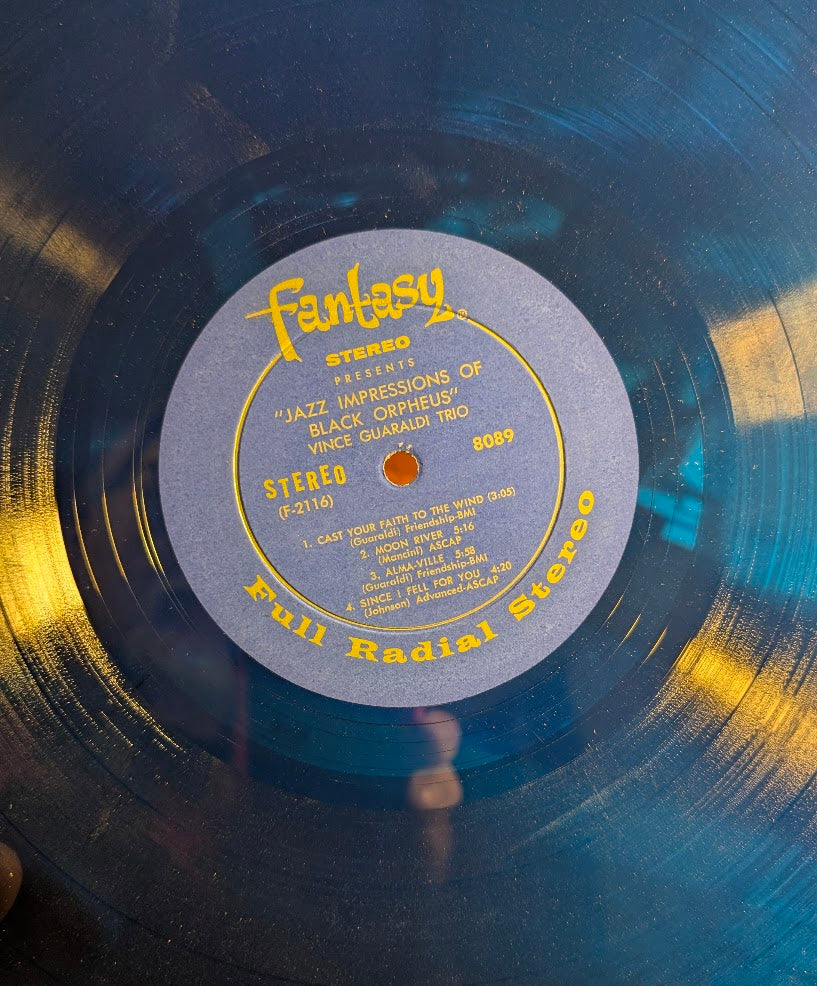 fantasy®
STEREO
PRESENTS
"JAZZ IMPRESSIONS OF
BLACK ORPHEUS"
VINCE GUARALDI TRIO
8089
STEREO
(F-2116)
1. CAST YOUR FAITH TO THE WIND (3:05)
(Guaraldi) Friendship-BMI
2. MOON RIVER 5:16
(Mancini) ASCAP
3. ALMA-VILLE 5:58
(Guaraldi) Friendship-BMI
4. SINCE I FELL FOR YOU 4:20
(Johnson) Advanced-ASCAP
Full Radial Stereo